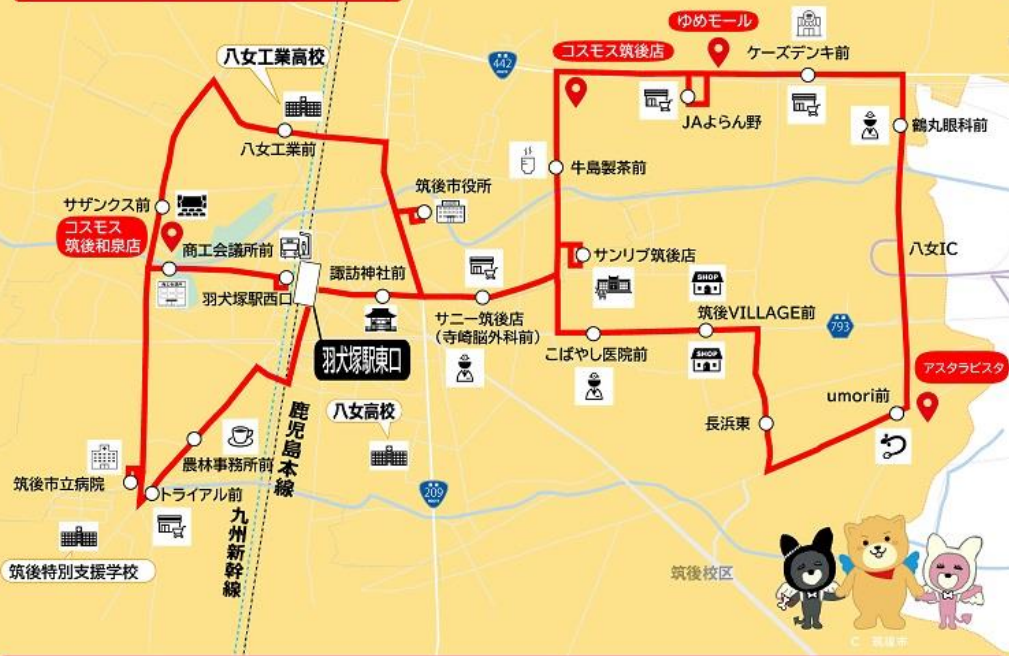 八女工業高校
八女工業前
442
コスモス筑後店
ゆめモール
ケーズデンキ前
JAよらん野
鶴丸眼科前
牛島製茶前
筑後市役所
サザンクス前
コスモス
筑後和泉店
商工会議所前
羽犬塚駅西口
諏訪神社前
サニー筑後店
(寺崎脳外科前)
サンリブ筑後店
八女IC
SHOP
筑後VILLAGE前
793
SHOP
こばやし医院前
羽犬塚駅東口
アスタラビスタ
umori前
長浜東
八女高校
鹿児島本線
農林事務所前
筑後市立病院
トライアル前
209
九州新幹線
筑後特別支援学校
筑後校区
C 筑後市